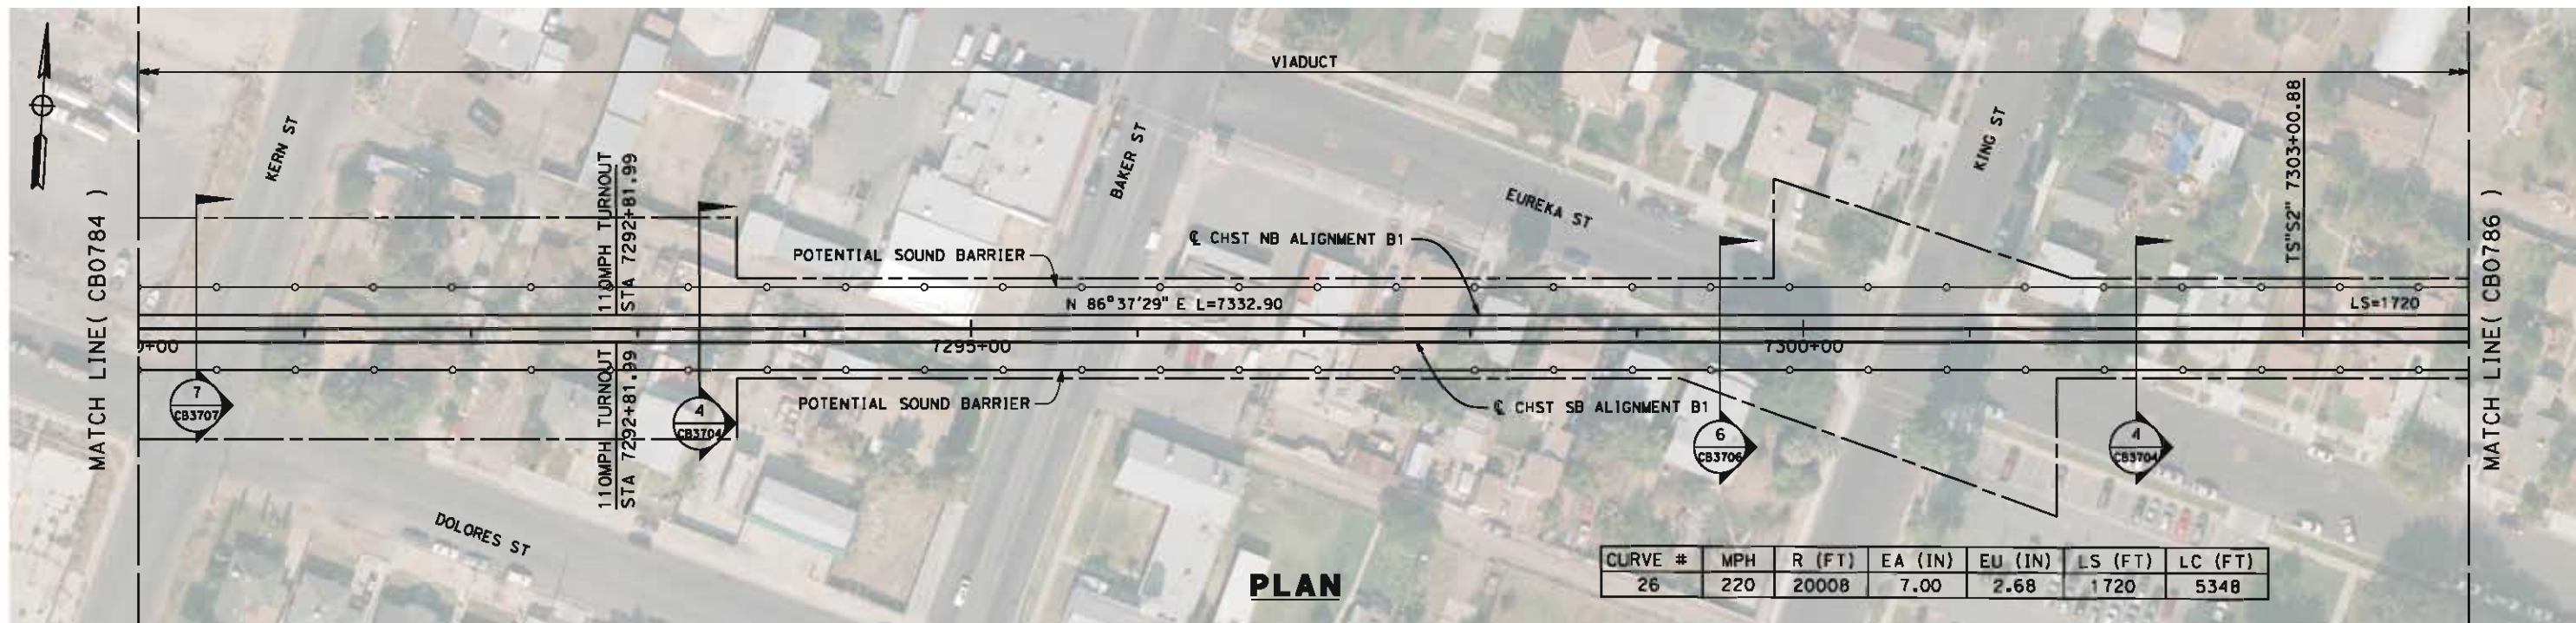 VIADUCT
KERN ST
BAKER ST
EUREKA ST
KING ST
TS"S2" 7303+00.88
MATCH LINE( CB0784 )
MATCH LINE( CB0786 )
110MPH TURNOUT
STA 7292+81.99
POTENTIAL SOUND BARRIER
℄ CHST NB ALIGNMENT B1
N 86°37'29" E L=7332.90
LS=1720
+00
7295+00
7300+00
110MPH TURNOUT
STA 7292+81.99
POTENTIAL SOUND BARRIER
℄ CHST SB ALIGNMENT B1
7
CB3707
4
CB3704
6
CB3706
4
CB3704
DOLORES ST
PLAN
CURVE # MPH R (FT) EA (IN) EU (IN) LS (FT) LC (FT)
26 220 20008 7.00 2.68 1720 5348